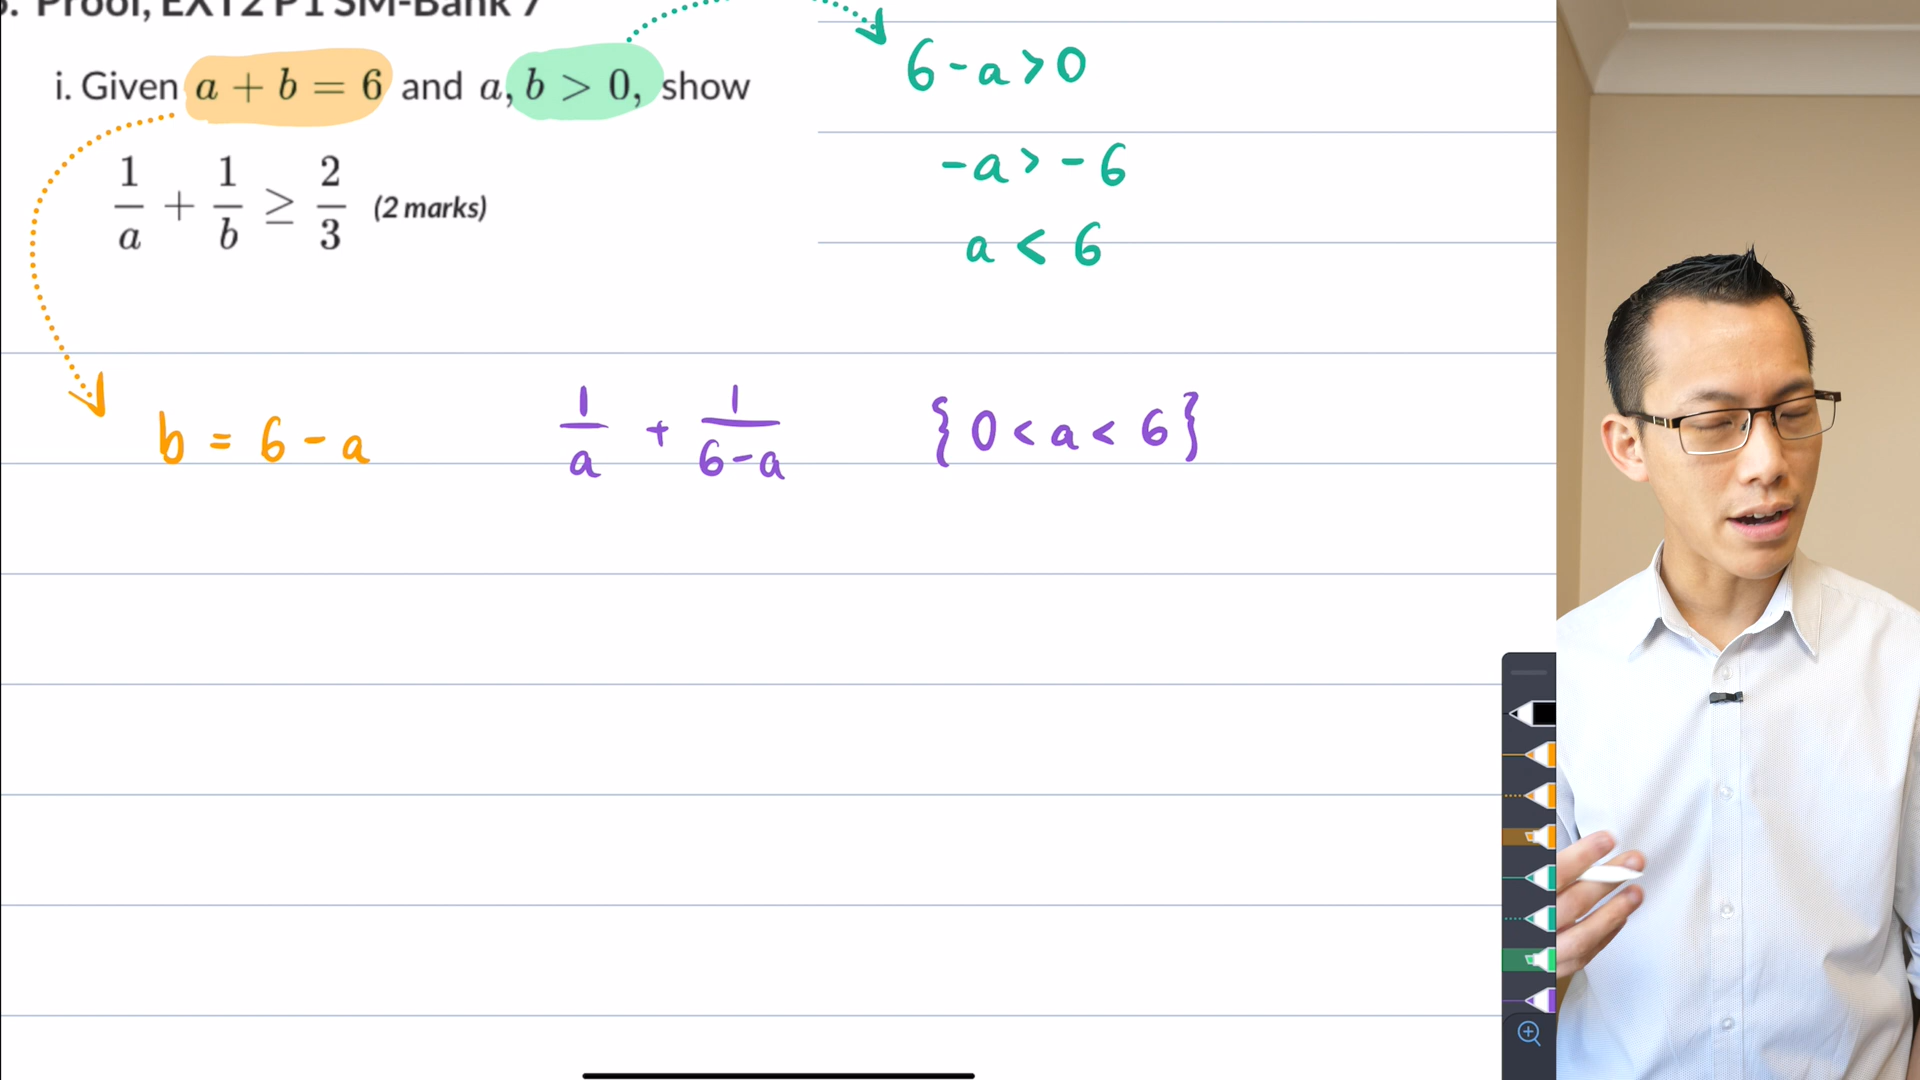 Proof, EXT2 P1 SM-Bank 7
i. Given a + b = 6 and a, b > 0, show
1/a + 1/b ≥ 2/3 (2 marks)
6 - a > 0
-a > -6
a < 6
b = 6 - a
1/a + 1/(6-a) {0 < a < 6}